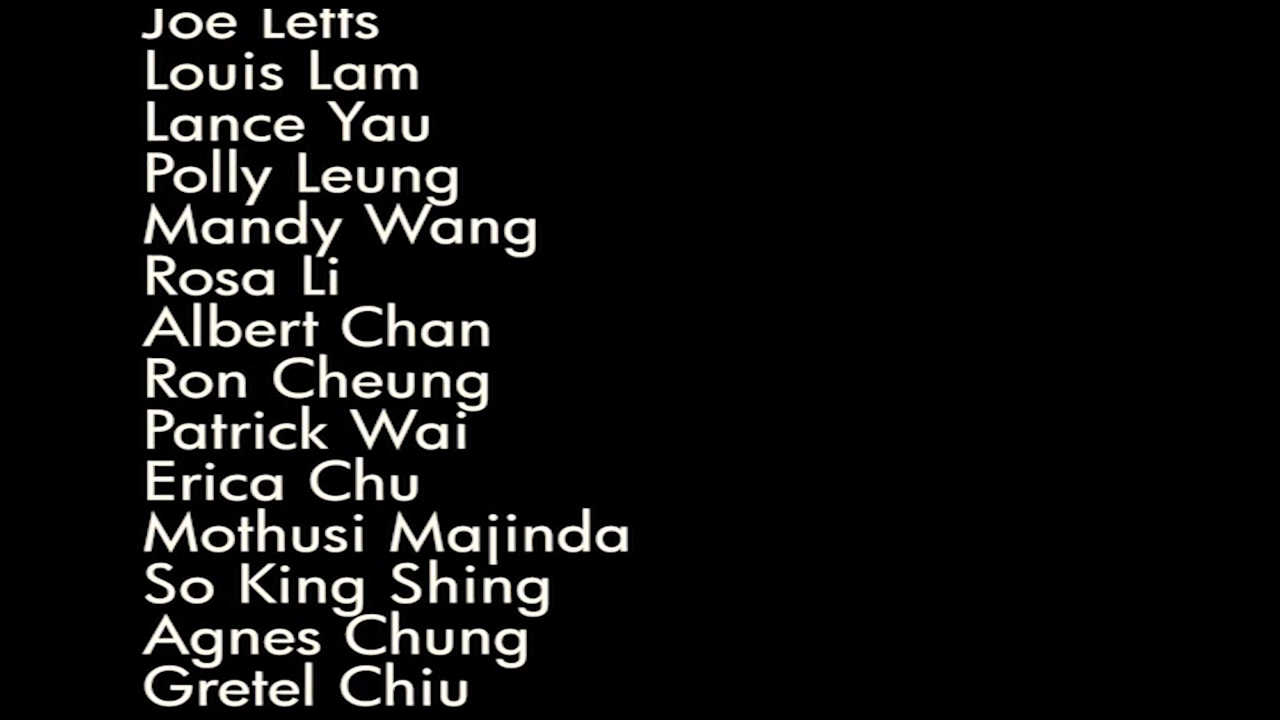 Joe Letts
Louis Lam
Lance Yau
Polly Leung
Mandy Wang
Rosa Li
Albert Chan
Ron Cheung
Patrick Wai
Erica Chu
Mothusi Majinda
So King Shing
Agnes Chung
Gretel Chiu